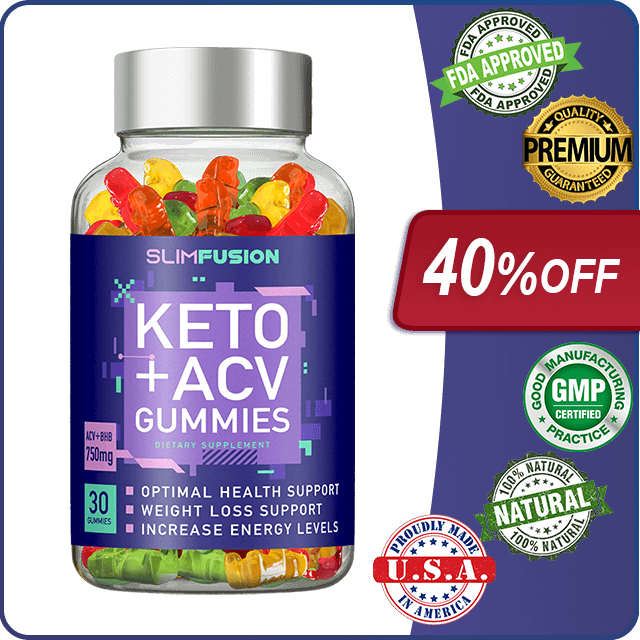 SLIMFUSION
KETO
+ACV
GUMMIES
DIETARY SUPPLEMENT
ACV+BHB
750mg
30
GUMMIES
• OPTIMAL HEALTH SUPPORT
• WEIGHT LOSS SUPPORT
• INCREASE ENERGY LEVELS
FDA APPROVED
FDA APPROVED
FDA APPROVED
QUALITY
PREMIUM
GUARANTEED
40%OFF
GOOD MANUFACTURING
GMP
CERTIFIED
PRACTICE
100% NATURAL
NATURAL
100% NATURAL
PROUDLY MADE
U.S.A.
IN AMERICA